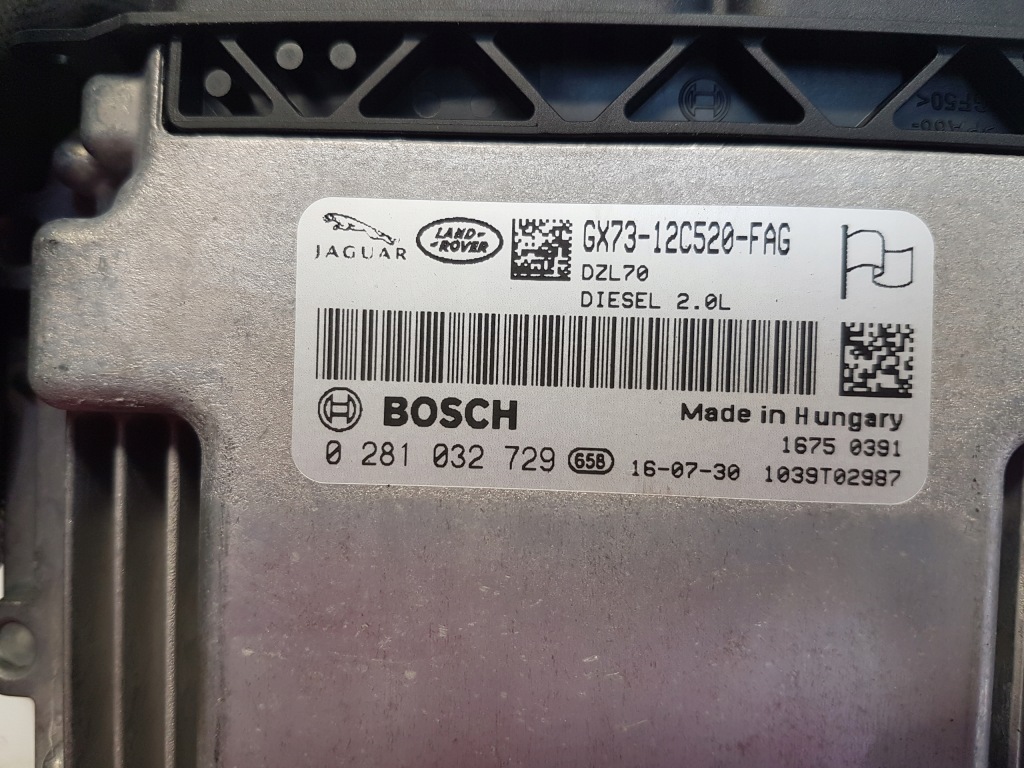 JAGUAR
LAND-
-ROVER
GX73-12C520-FAG
DZL70
DIESEL 2.0L
BOSCH
Made in Hungary
1675 0391
0 281 032 729 65B 16-07-30 1039T02987